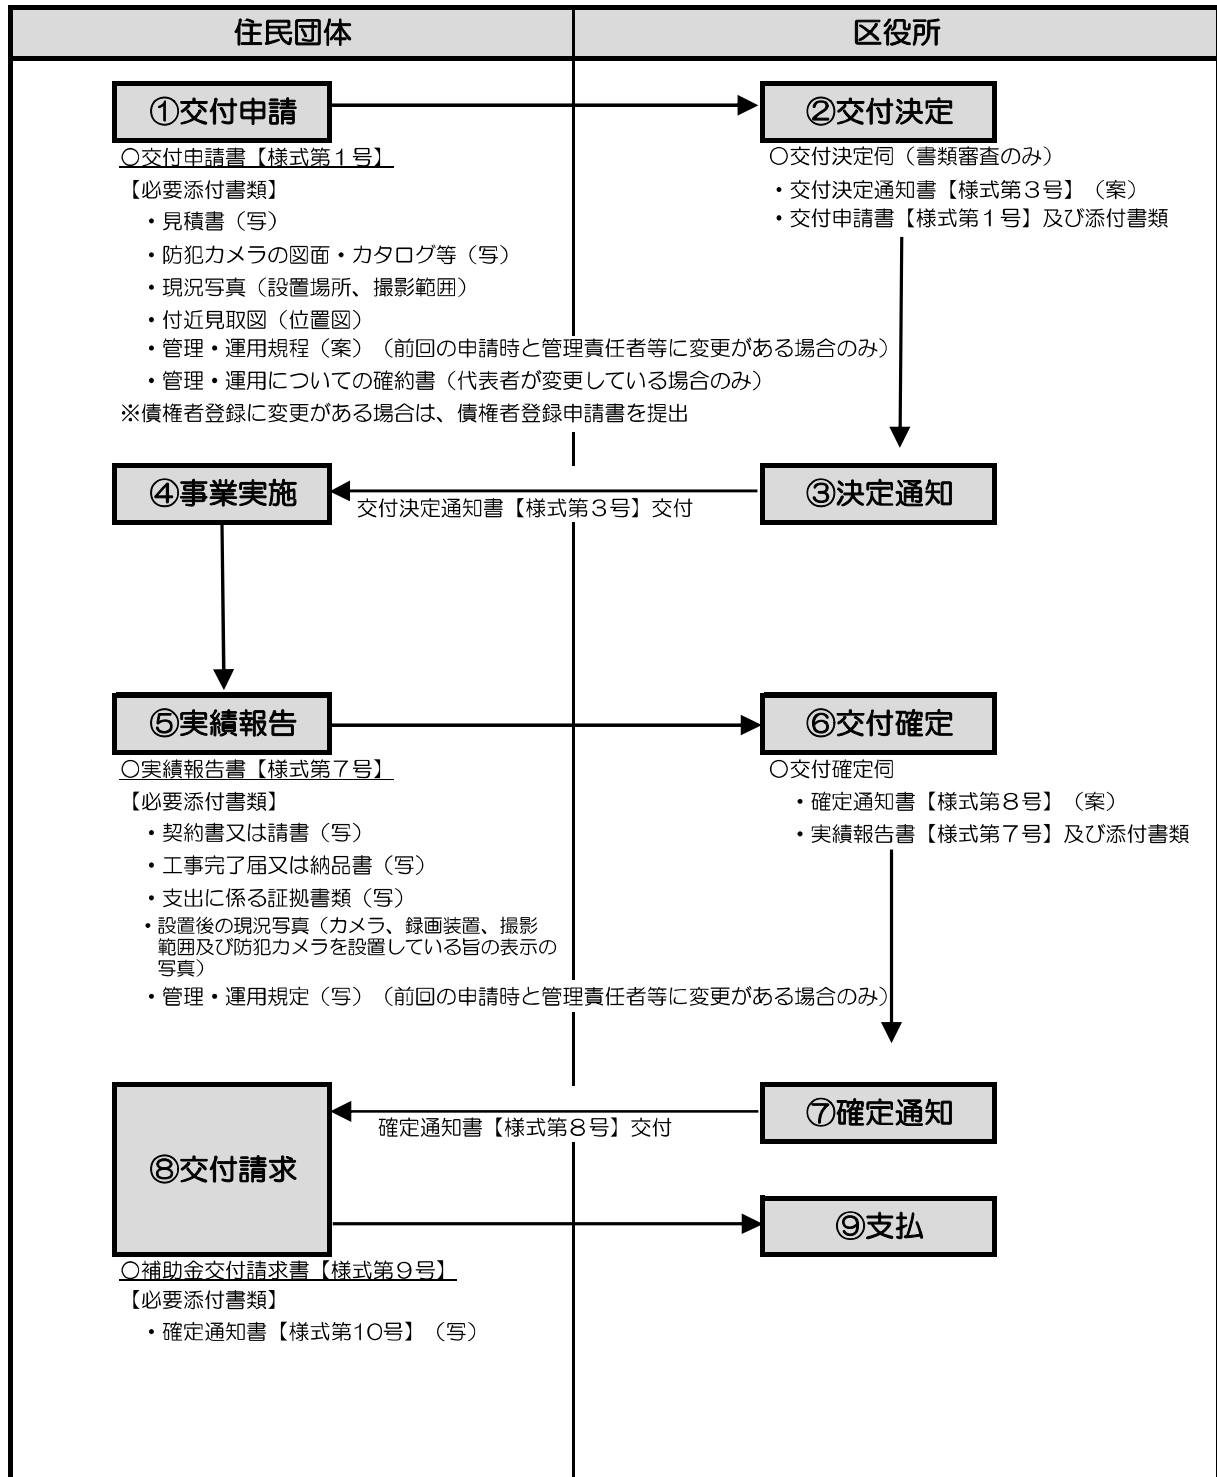 住民団体
区役所
①交付申請
②交付決定
〇交付申請書【様式第１号】
【必要添付書類】
・見積書（写）
・防犯カメラの図面・カタログ等（写）
・現況写真（設置場所、撮影範囲）
・付近見取図（位置図）
・管理・運用規程（案）（前回の申請時と管理責任者等に変更がある場合のみ）
・管理・運用についての確約書（代表者が変更している場合のみ）
※債権者登録に変更がある場合は、債権者登録申請書を提出
〇交付決定伺（書類審査のみ）
・交付決定通知書【様式第３号】（案）
・交付申請書【様式第１号】及び添付書類
④事業実施
③決定通知
交付決定通知書【様式第３号】交付
⑤実績報告
⑥交付確定
〇実績報告書【様式第７号】
【必要添付書類】
・契約書又は請書（写）
・工事完了届又は納品書（写）
・支出に係る証拠書類（写）
・設置後の現況写真（カメラ、録画装置、撮影
範囲及び防犯カメラを設置している旨の表示の
写真）
・管理・運用規定（写）（前回の申請時と管理責任者等に変更がある場合のみ）
〇交付確定伺
・確定通知書【様式第８号】（案）
・実績報告書【様式第７号】及び添付書類
⑦確定通知
確定通知書【様式第８号】交付
⑧交付請求
⑨支払
〇補助金交付請求書【様式第９号】
【必要添付書類】
・確定通知書【様式第10号】（写）